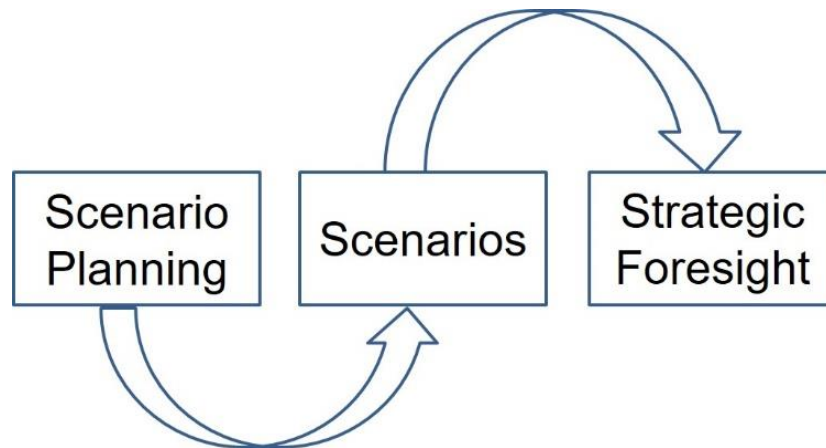 Scenario
Planning
Scenarios
Strategic
Foresight